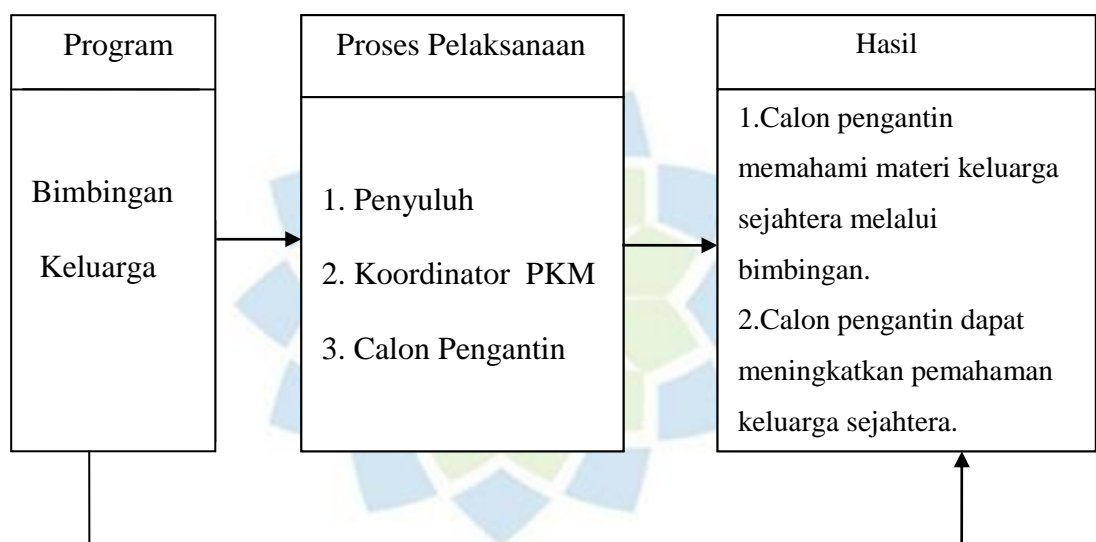 Program
Bimbingan
Keluarga
Proses Pelaksanaan
1. Penyuluh
2. Koordinator PKM
3. Calon Pengantin
Hasil
1.Calon pengantin
memahami materi keluarga
sejahtera melalui
bimbingan.
2.Calon pengantin dapat
meningkatkan pemahaman
keluarga sejahtera.